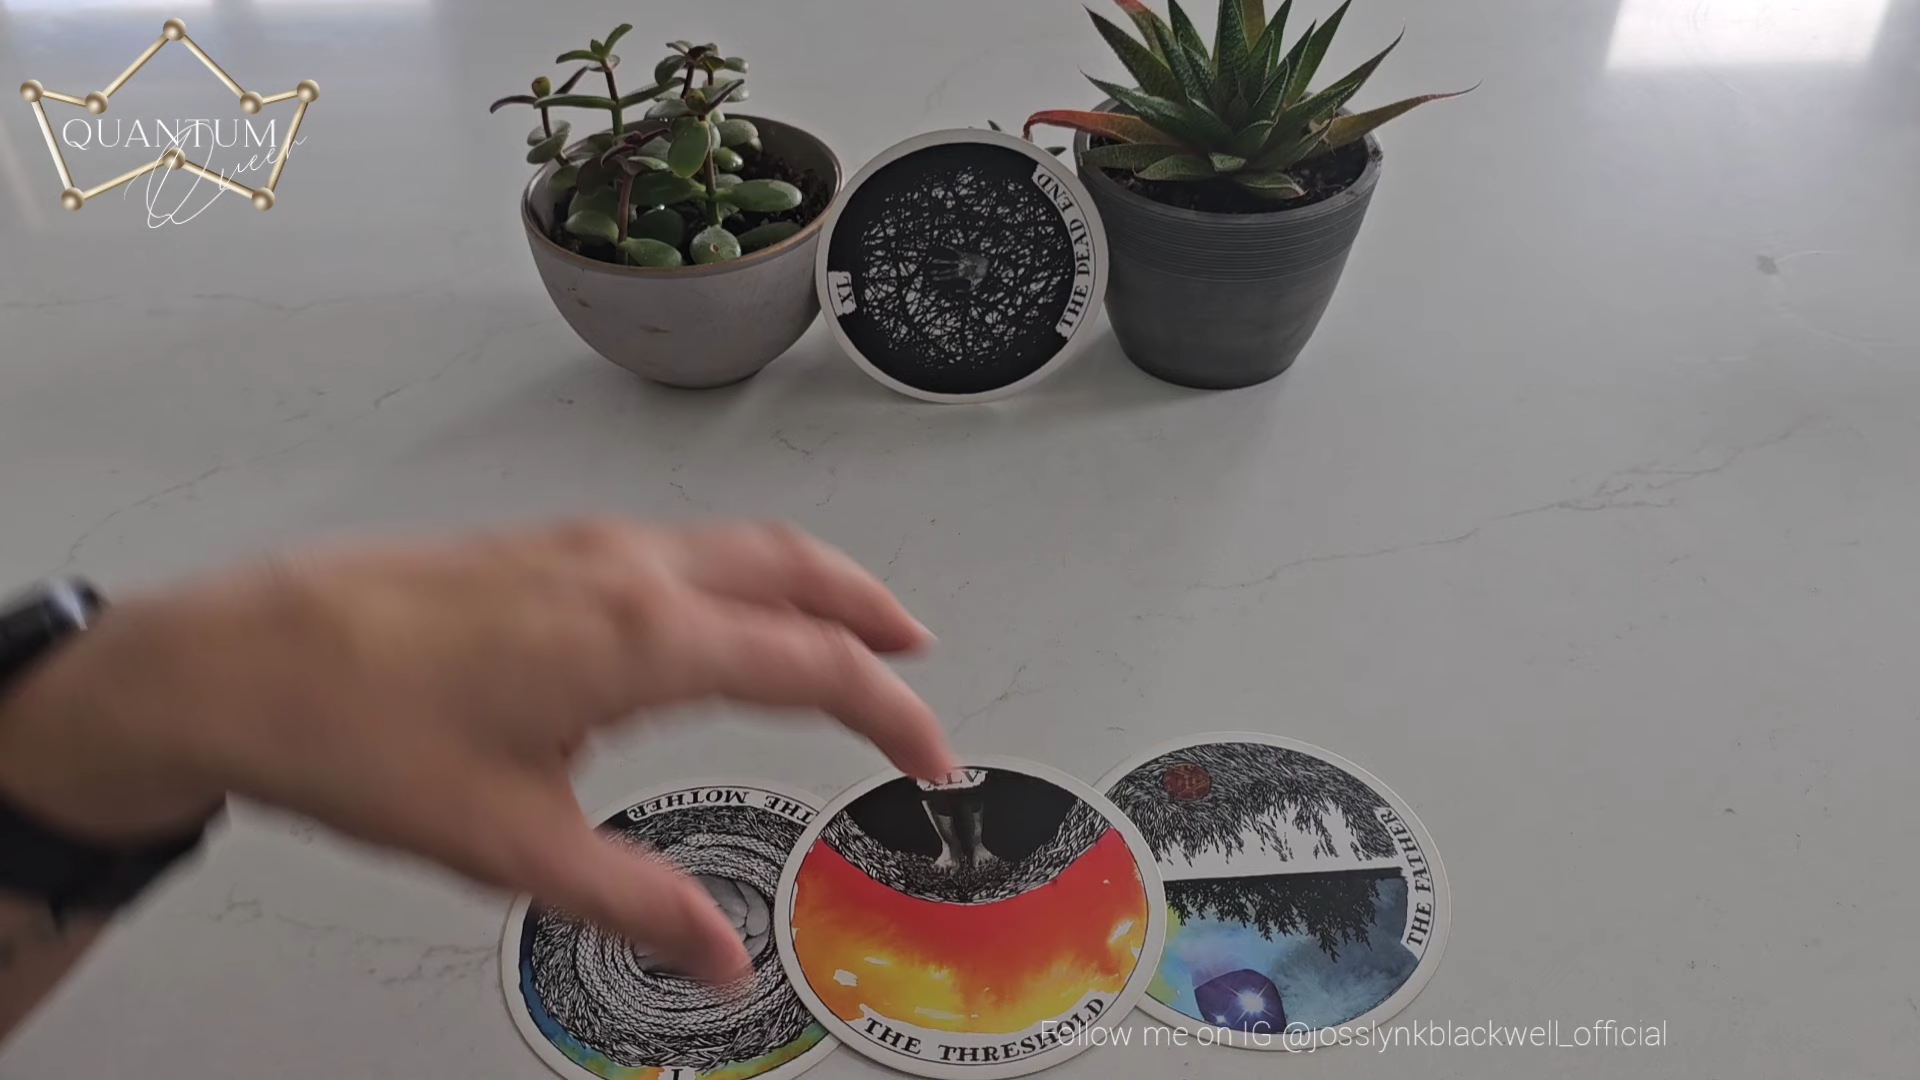 QUANTUM
Queen
THE DEAD END
XL
THE MOTHER
I
XLV
THE THRESHOLD
THE FATHER
Follow me on IG @josslynkblackwell_official